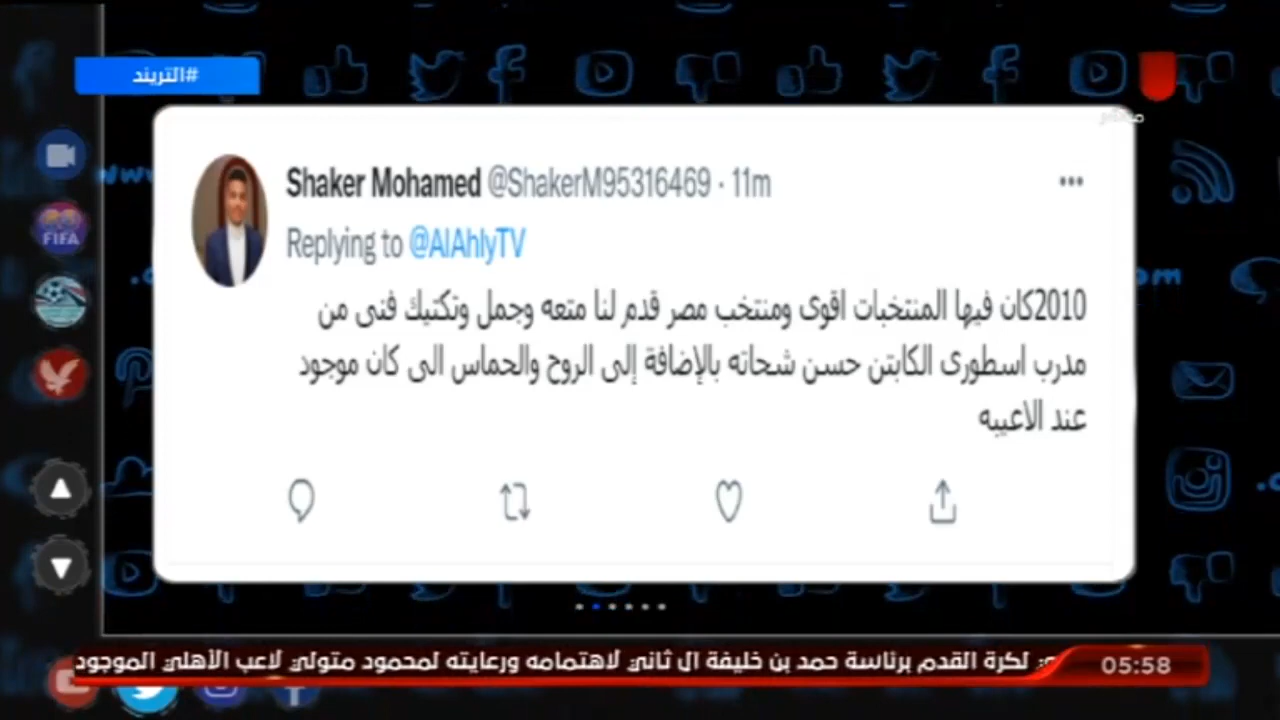 #التريند
مباشر
Shaker Mohamed @ShakerM95316469 · 11m
Replying to @AlAhlyTV
2010كان فيها المنتخبات اقوى ومنتخب مصر قدم لنا متعه وجمل وتكتيك فنى من
مدرب اسطورى الكابتن حسن شحاته بالإضافة إلى الروح والحماس الى كان موجود
عند الاعيبه
FIFA
لكرة القدم برئاسة حمد بن خليفة ال ثاني لاهتمامه ورعايته لمحمود متولي لاعب الأهلي الموجود
05:58